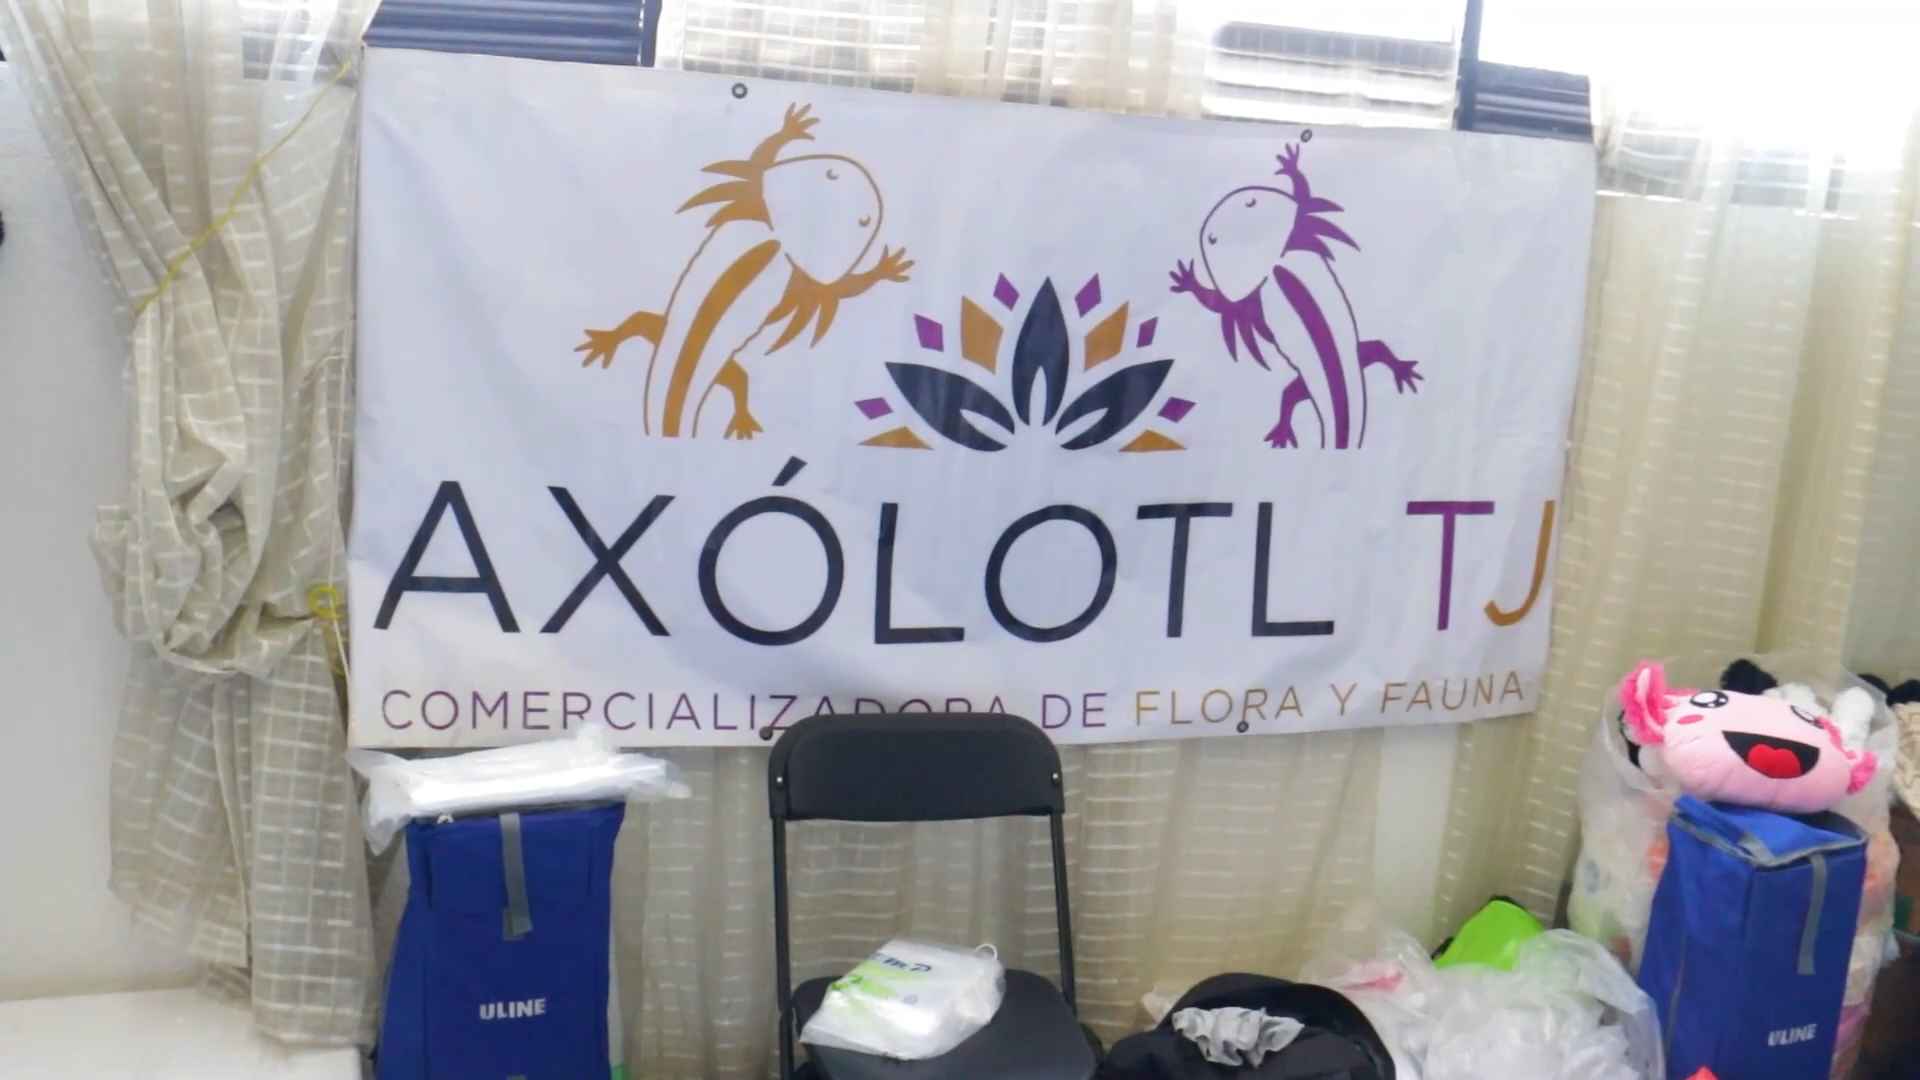 AXÓLOTL TJ
COMERCIALIZADORA DE FLORA Y FAUNA
ULINE
ULINE